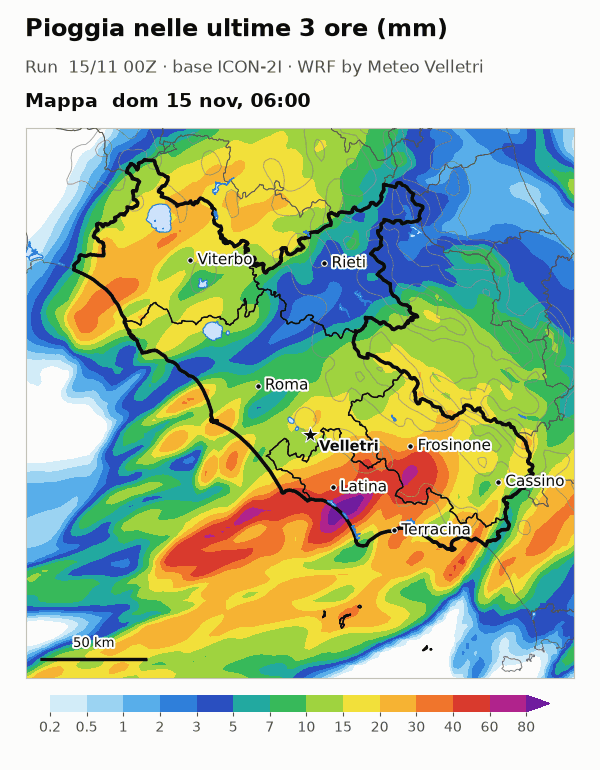 Pioggia nelle ultime 3 ore (mm)
Run  15/11 00Z · base ICON-2I · WRF by Meteo Velletri
Mappa  dom 15 nov, 06:00
Viterbo
Rieti
Roma
Velletri
Frosinone
Latina
Cassino
Terracina
50 km
0.2 0.5 1 2 3 5 7 10 15 20 30 40 60 80